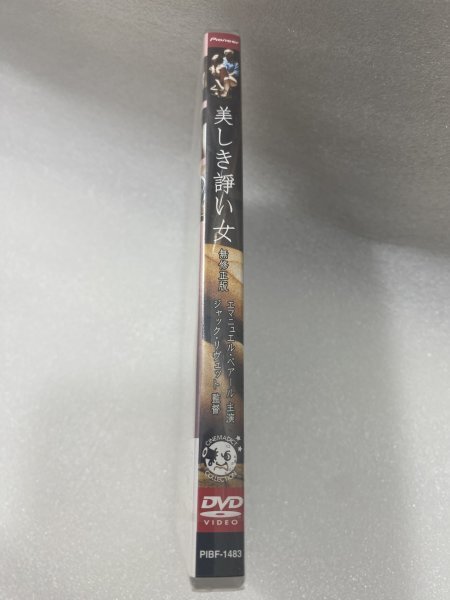 Pioneer
美しき諍い女
無修正版
エマニュエル・ベアール 主演
ジャック・リヴェット 監督
CINEMADICT
COLLECTION
DVD
VIDEO
PIBF-1483